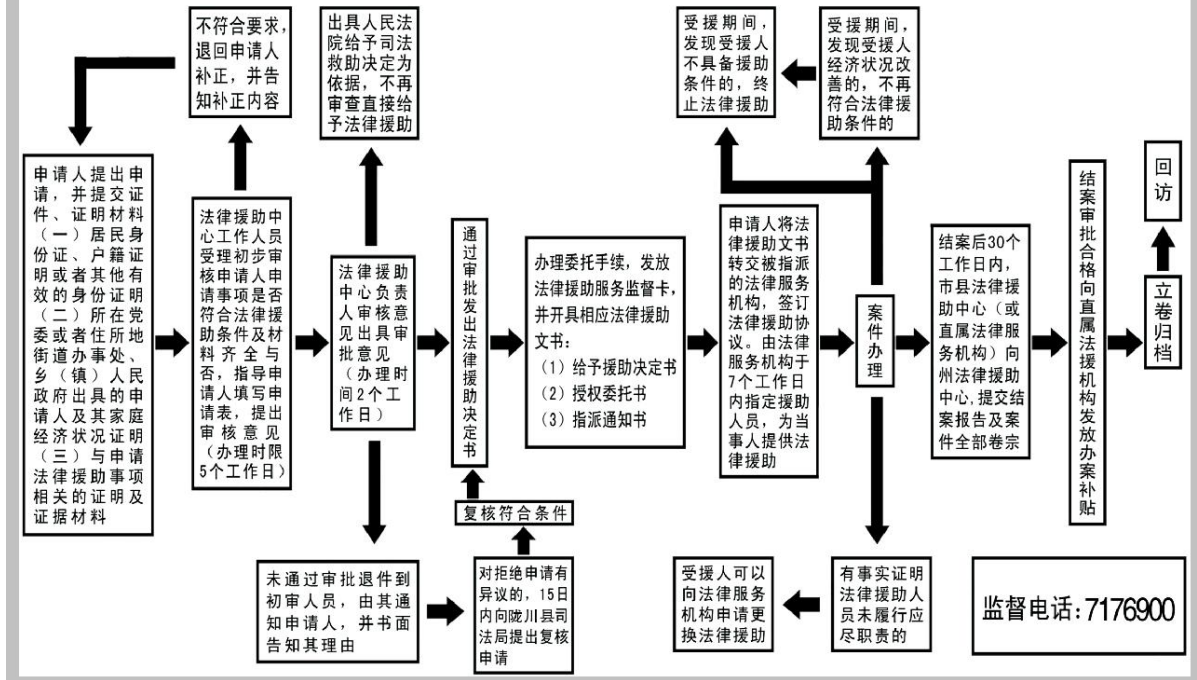 不符合要求，
退回申请人
补正，并告
知补正内容
出具人民法
院给予司法
救助决定为
依据，不再
审查直接给
予法律援助
受援期间，
发现受援人
不具备援助
条件的，终
止法律援助
受援期间，
发现受援人
经济状况改
善的，不再
符合法律援
助条件的
申请人提出申
请，并提交证
件、证明材料
（一）居民身
份证、户籍证
明或者其他有
效的身份证明
（二）所在党
委或者住所地
街道办事处、
乡（镇）人民
政府出具的申
请人及其家庭
经济状况证明
（三）与申请
法律援助事项
相关的证明及
证据材料
法律援助中
心工作人员
受理初步审
核申请人申
请事项是否
符合法律援
助条件及材
料齐全与
否，指导申
请人填写申
请表，提出
审核意见
（办理时限
5个工作日）
法律援助
中心负责
人审核意
见出具审
批意见
（办理时
间2个工
作日）
通过审批发出法律援助决定书
办理委托手续，发放
法律援助服务监督卡，
并开具相应法律援助
文书：
（1）给予援助决定书
（2）授权委托书
（3）指派通知书
申请人将法
律援助文书
转交被指派
的法律服务
机构，签订
法律援助协
议。由法律
服务机构于
7个工作日
内指定援助
人员，为当
事人提供法
律援助
案件办理
结案后30个
工作日内，
市县法律援
助中心（或
直属法律服
务机构）向
州法律援助
中心,提交结
案报告及案
件全部卷宗
结案审批合格向直属法援机构发放办案补贴
立卷归档
回访
复核符合条件
未通过审批退件到
初审人员，由其通
知申请人，并书面
告知其理由
对拒绝申请有
异议的，15日
内向陇川县司
法局提出复核
申请
受援人可以
向法律服务
机构申请更
换法律援助
有事实证明
法律援助人
员未履行应
尽职责的
监督电话：7176900